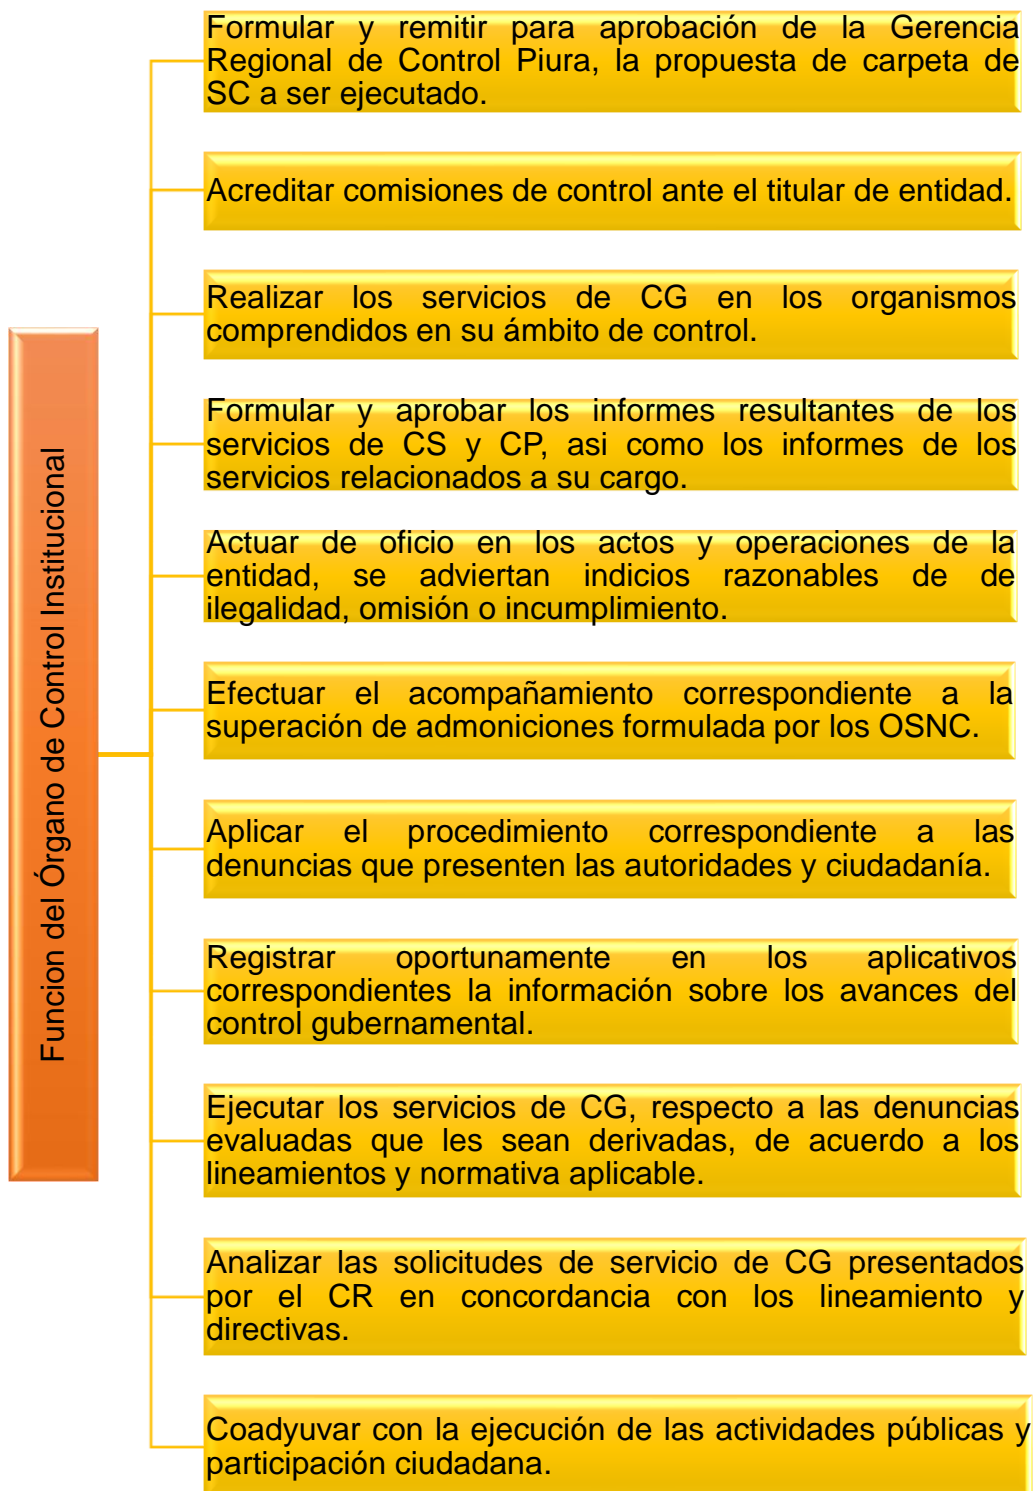 Funcion del Órgano de Control Institucional
Formular y remitir para aprobación de la Gerencia
Regional de Control Piura, la propuesta de carpeta de
SC a ser ejecutado.
Acreditar comisiones de control ante el titular de entidad.
Realizar los servicios de CG en los organismos
comprendidos en su ámbito de control.
Formular y aprobar los informes resultantes de los
servicios de CS y CP, asi como los informes de los
servicios relacionados a su cargo.
Actuar de oficio en los actos y operaciones de la
entidad, se adviertan indicios razonables de de
ilegalidad, omisión o incumplimiento.
Efectuar el acompañamiento correspondiente a la
superación de admoniciones formulada por los OSNC.
Aplicar el procedimiento correspondiente a las
denuncias que presenten las autoridades y ciudadanía.
Registrar oportunamente en los aplicativos
correspondientes la información sobre los avances del
control gubernamental.
Ejecutar los servicios de CG, respecto a las denuncias
evaluadas que les sean derivadas, de acuerdo a los
lineamientos y normativa aplicable.
Analizar las solicitudes de servicio de CG presentados
por el CR en concordancia con los lineamiento y
directivas.
Coadyuvar con la ejecución de las actividades públicas y
participación ciudadana.